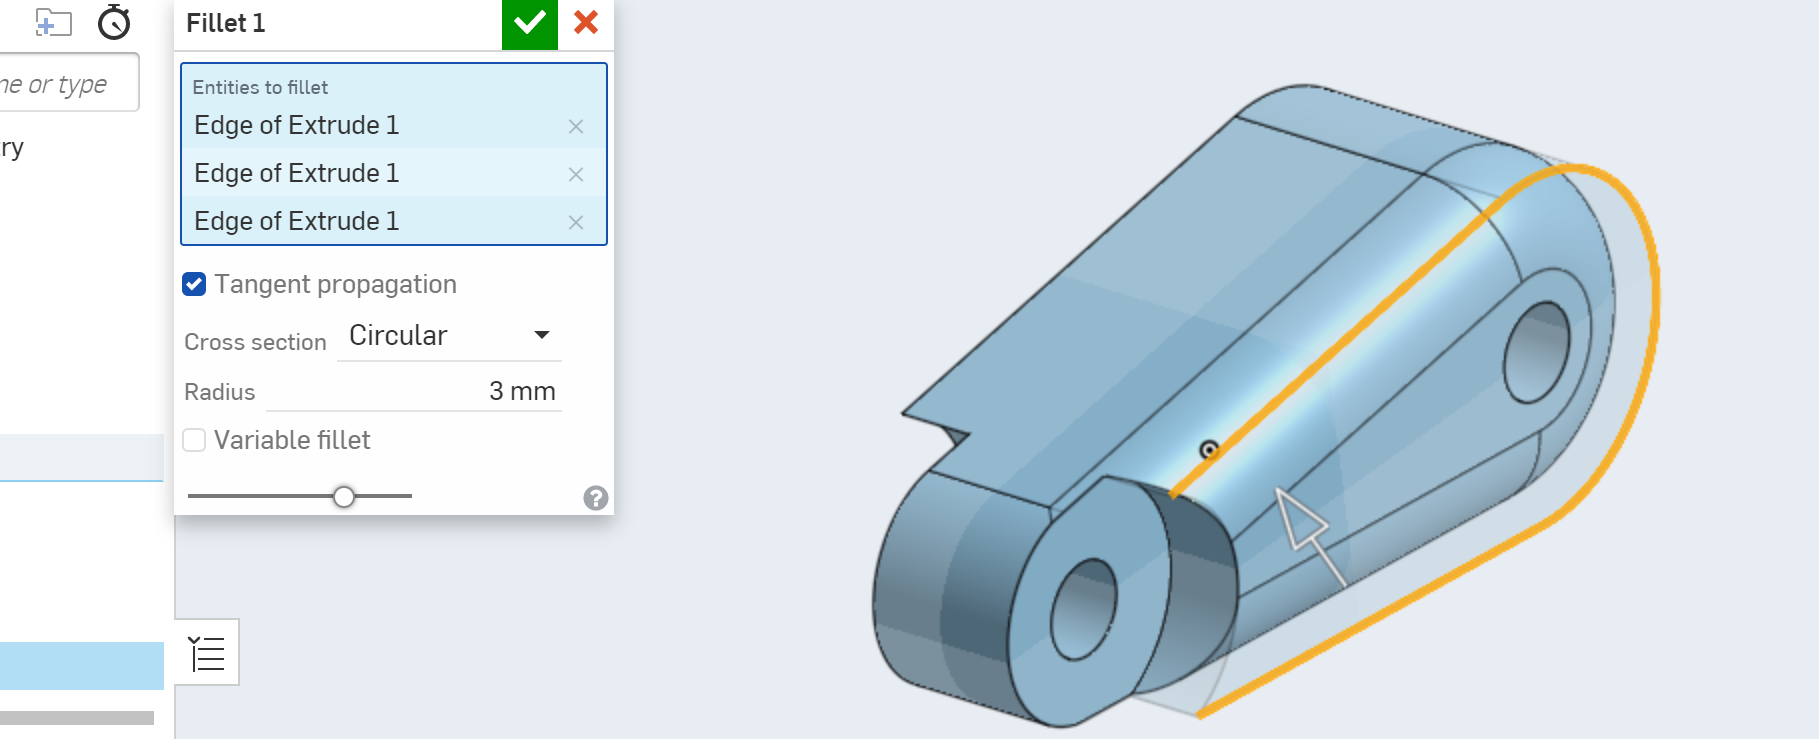 Fillet 1
ne or type
Entities to fillet
Edge of Extrude 1
ry
Edge of Extrude 1
Edge of Extrude 1
Tangent propagation
Cross section Circular
Radius 3 mm
Variable fillet
?